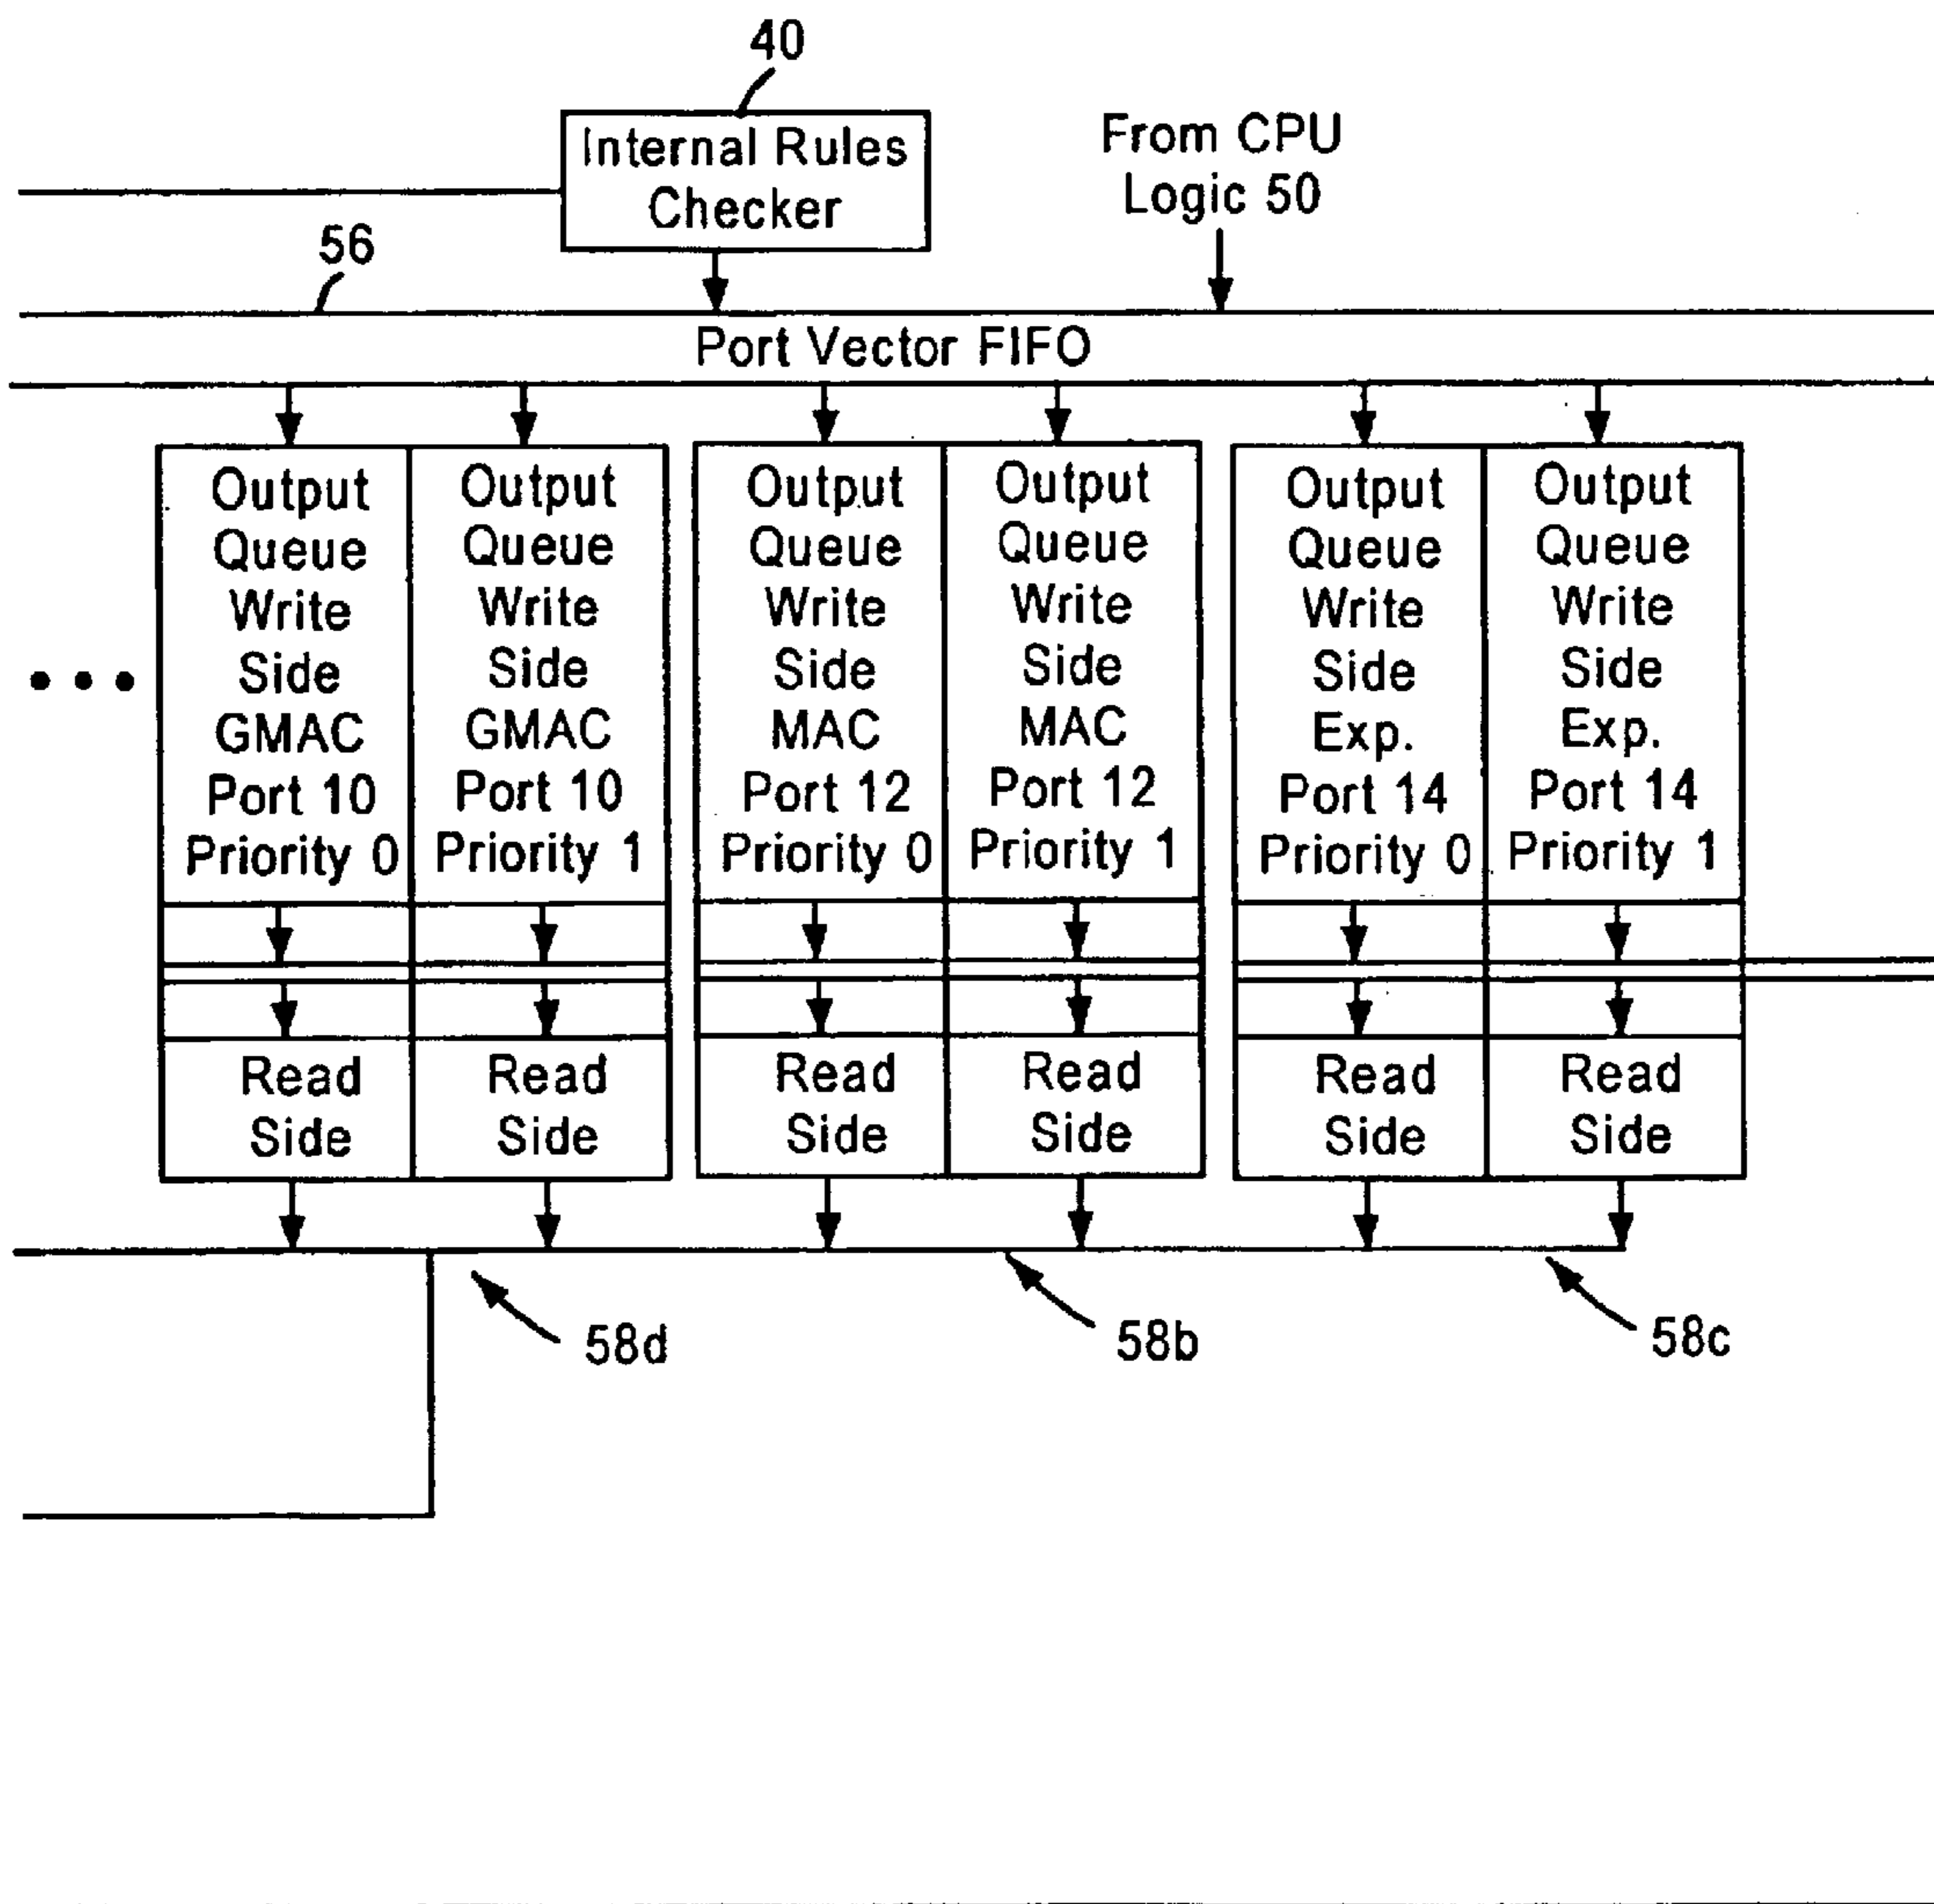 40
Internal Rules
Checker
From CPU
Logic 50
56
Port Vector FIFO
Output
Queue
Write
Side
GMAC
Port 10
Priority 0
Output
Queue
Write
Side
GMAC
Port 10
Priority 1
Output
Queue
Write
Side
MAC
Port 12
Priority 0
Output
Queue
Write
Side
MAC
Port 12
Priority 1
Output
Queue
Write
Side
Exp.
Port 14
Priority 0
Output
Queue
Write
Side
Exp.
Port 14
Priority 1
Read
Side
Read
Side
Read
Side
Read
Side
Read
Side
Read
Side
58d
58b
58c